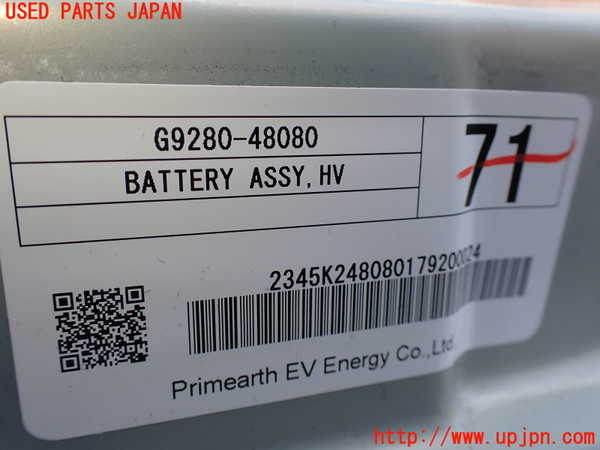 USED PARTS JAPAN
G9280-48080
71
BATTERY ASSY, HV
2345K248080179200024
Primearth EV Energy Co.,Ltd
http://www.upjpn.com